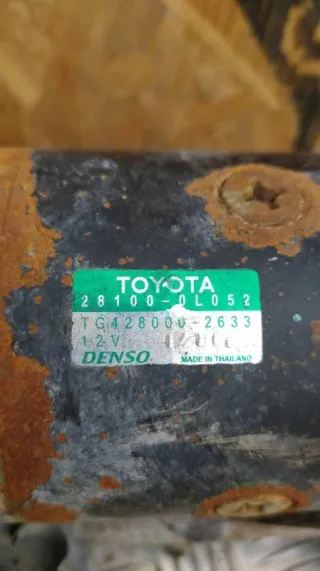 TOYOTA
28100-0L052
TG428000-2633
12V
DENSO
MADE IN THAILAND